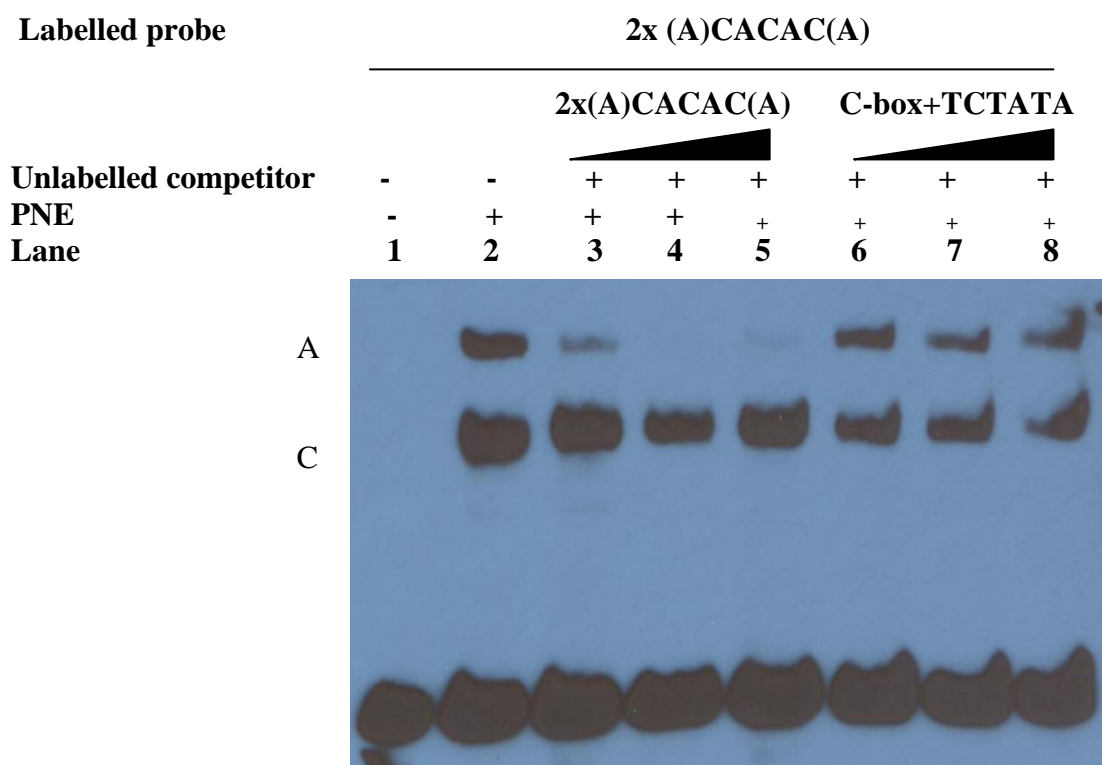 Labelled probe 2x (A)CACAC(A)
2x(A)CACAC(A) C-box+TCTATA
Unlabelled competitor - - + + + + + +
PNE - + + + + + + +
Lane 1 2 3 4 5 6 7 8
A
C